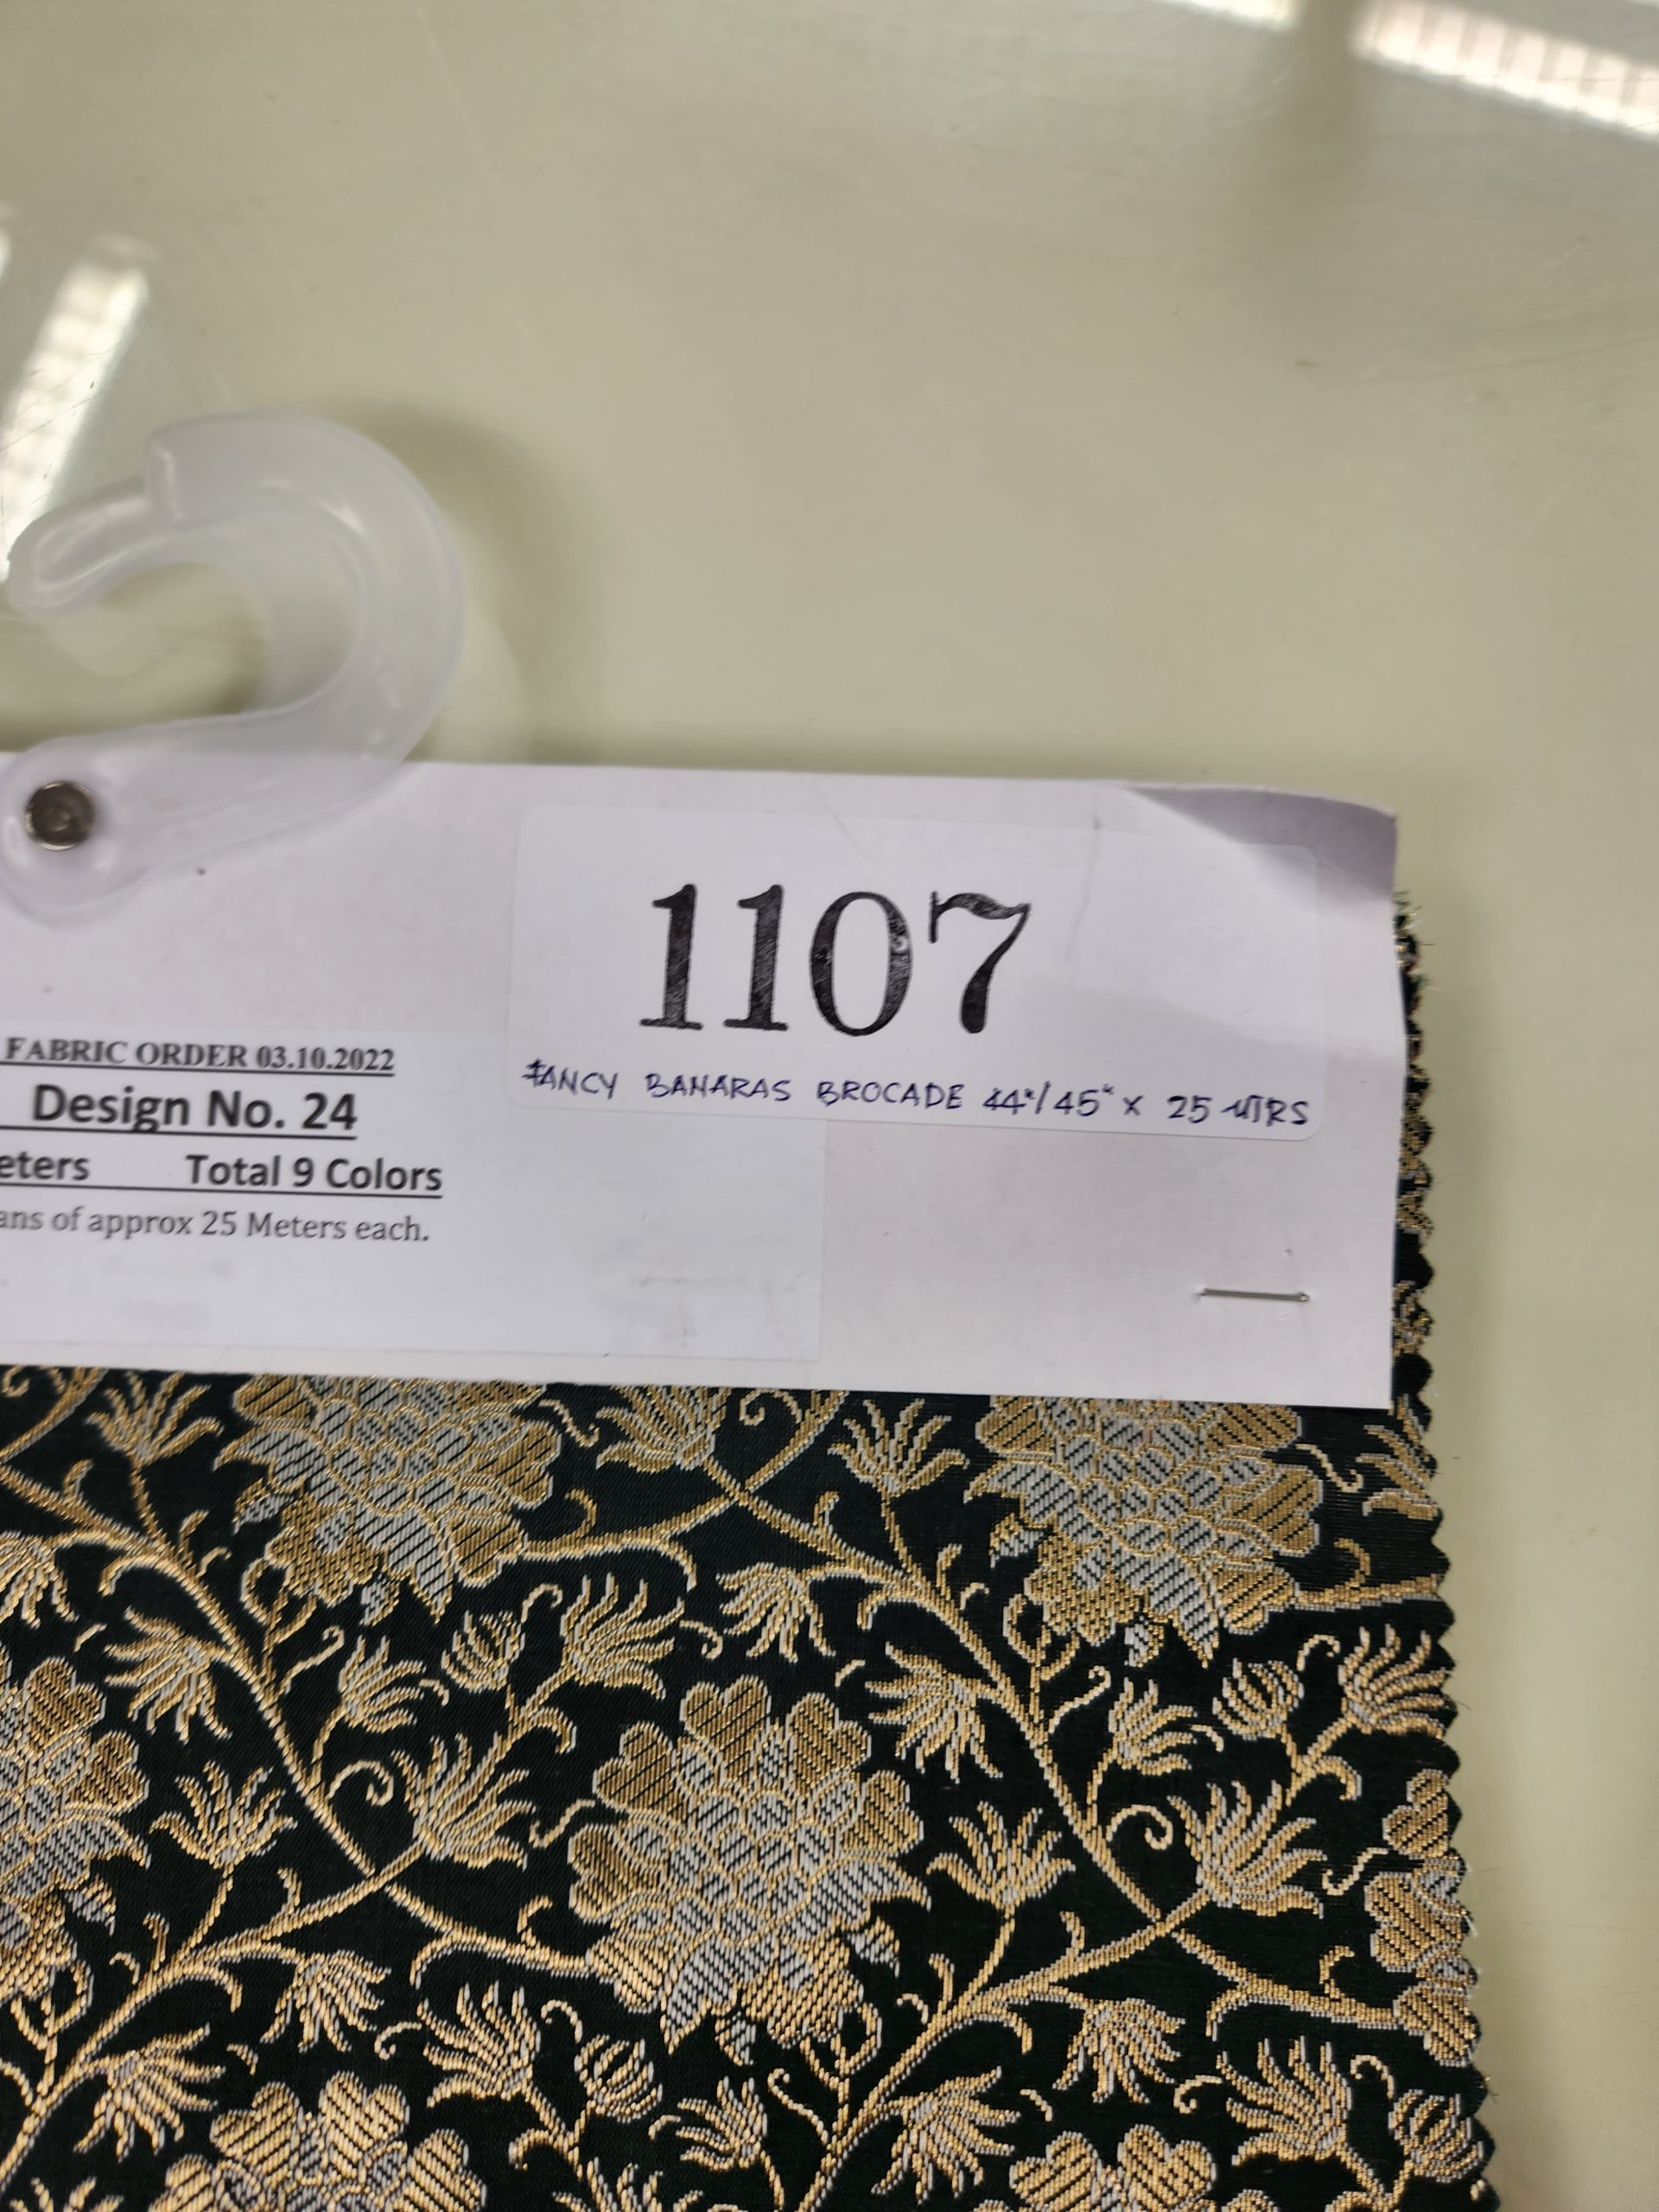 1107
FANCY BANARAS BROCADE 44"/45" x 25 MTRS
FABRIC ORDER 03.10.2022
Design No. 24
eters Total 9 Colors
ans of approx 25 Meters each.